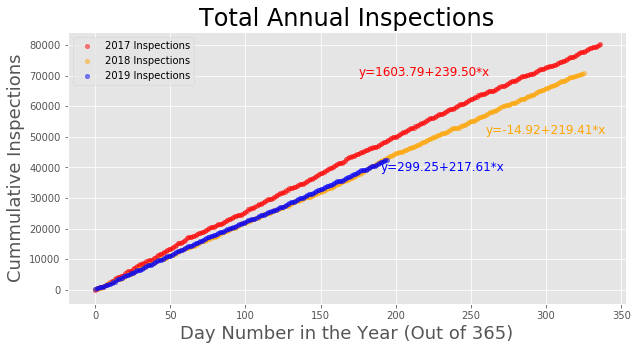 Total Annual Inspections
2017 Inspections
2018 Inspections
2019 Inspections
80000
70000
60000
50000
40000
30000
20000
10000
0
Cummulative Inspections
y=1603.79+239.50*x
y=-14.92+219.41*x
y=299.25+217.61*x
0 50 100 150 200 250 300 350
Day Number in the Year (Out of 365)